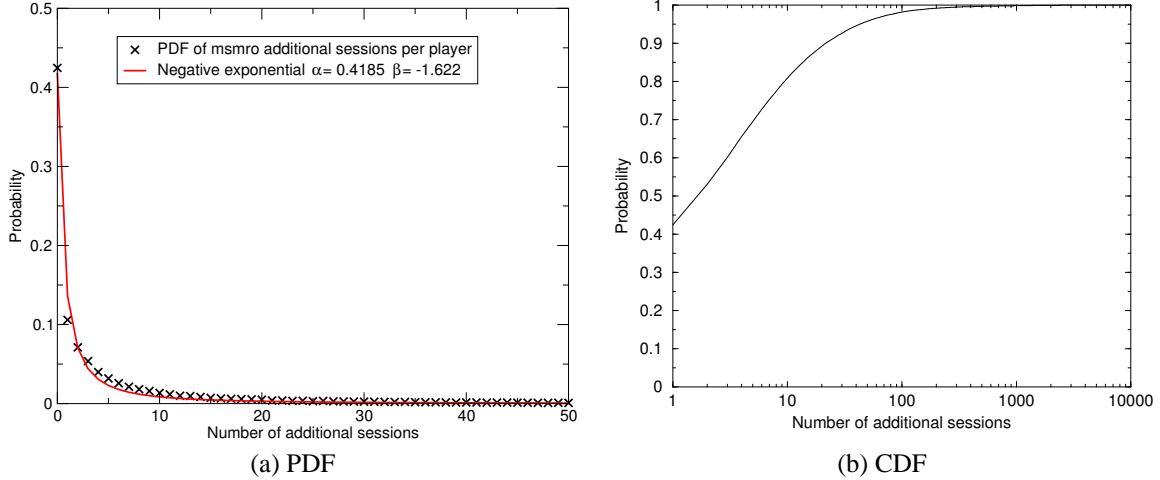 0.5
0.4
0.3
0.2
0.1
0
Probability
PDF of msmro additional sessions per player
Negative exponential α= 0.4185 β= -1.622
0 10 20 30 40 50
Number of additional sessions
(a) PDF
1
0.9
0.8
0.7
0.6
0.5
0.4
0.3
0.2
0.1
0
Probability
1 10 100 1000 10000
Number of additional sessions
(b) CDF